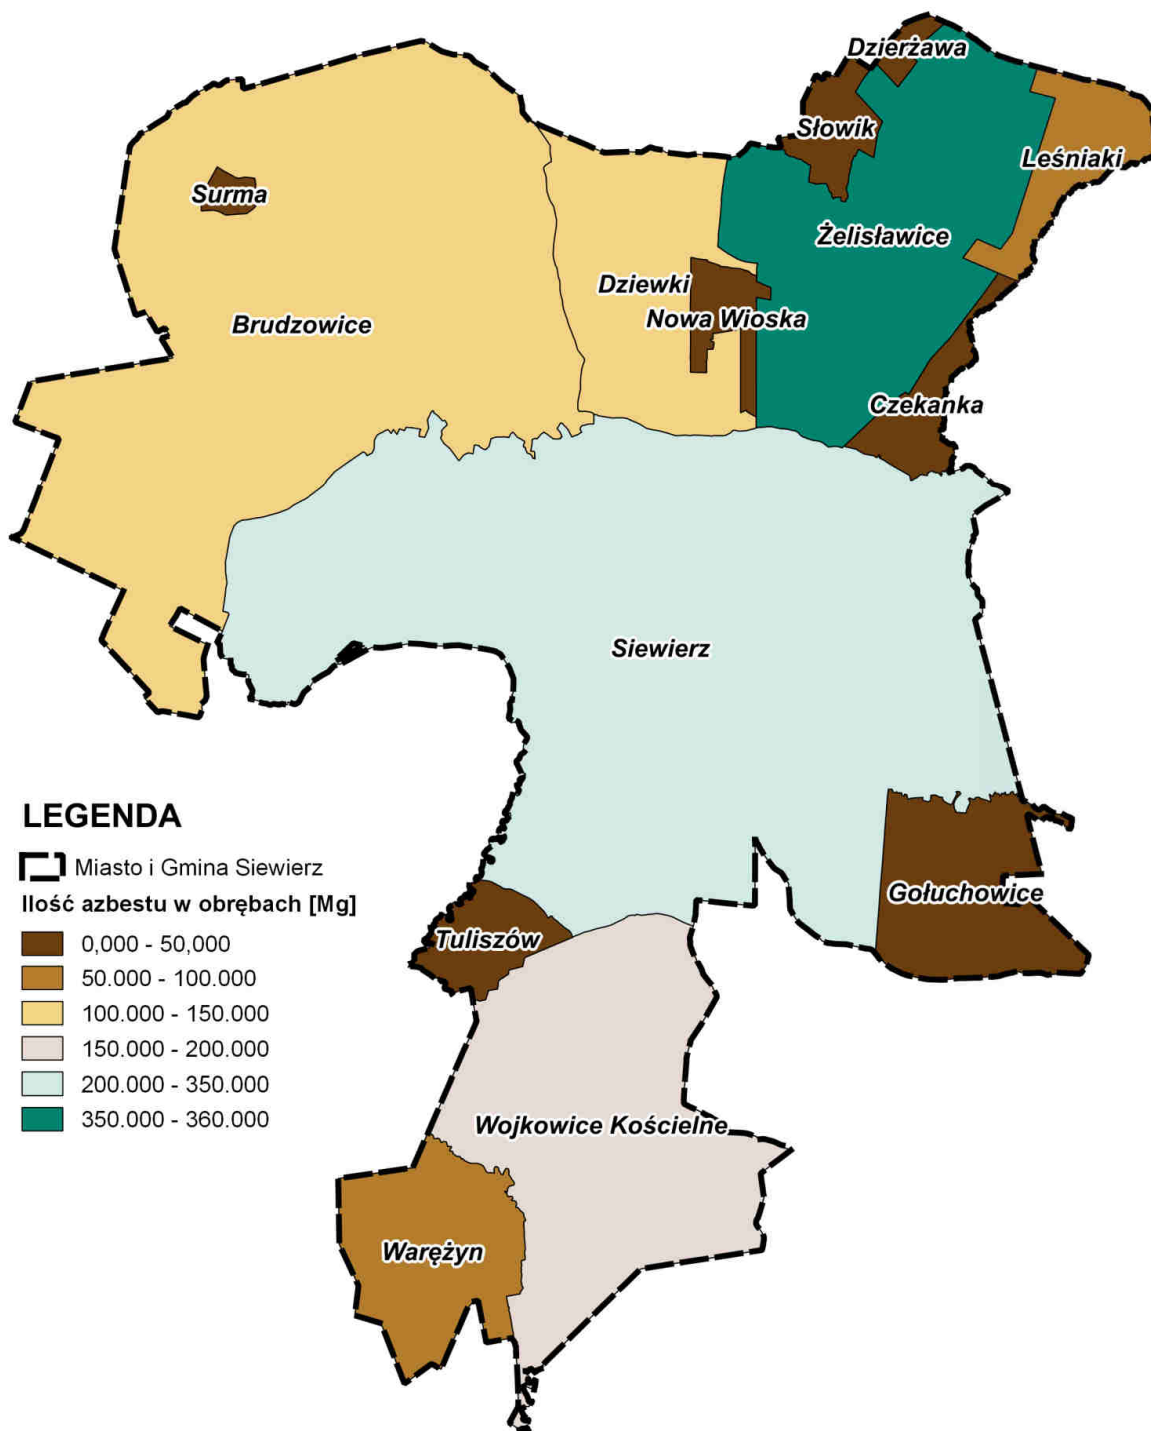 Dzierżawa
Słowik
Leśniaki
Surma
Żelisławice
Dziewki
Nowa Wioska
Brudzowice
Czekanka
Siewierz
LEGENDA
Miasto i Gmina Siewierz
Ilość azbestu w obrębach [Mg]
0,000 - 50,000
50.000 - 100.000
100.000 - 150.000
150.000 - 200.000
200.000 - 350.000
350.000 - 360.000
Gołuchowice
Tuliszów
Wojkowice Kościelne
Warężyn